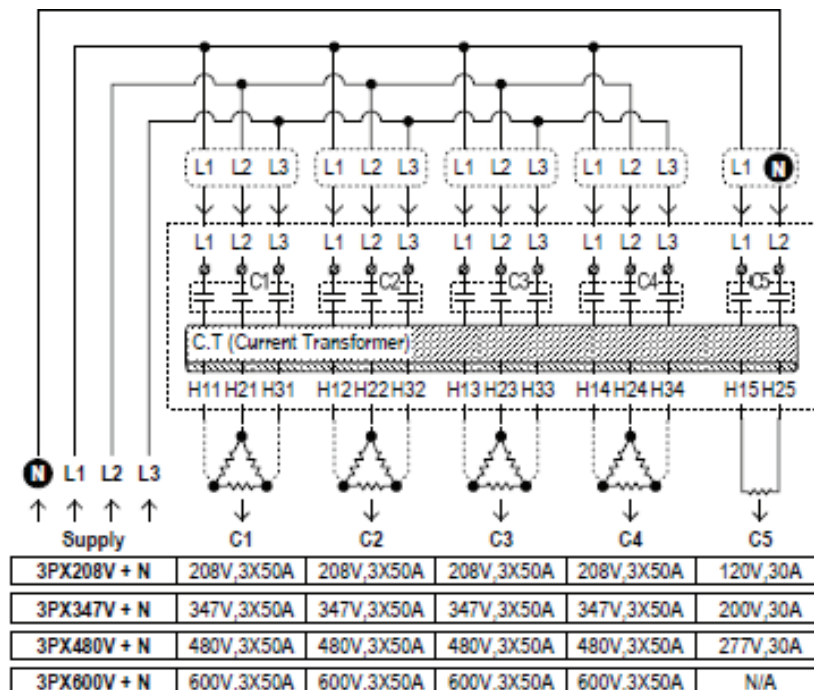 L1 L2 L3 L1 L2 L3 L1 L2 L3 L1 L2 L3 L1 N
L1 L2 L3 L1 L2 L3 L1 L2 L3 L1 L2 L3 L1 L2
C1 C2 C3 C4 C5
C.T (Current Transformer)
H11 H21 H31 H12 H22 H32 H13 H23 H33 H14 H24 H34 H15 H25
N L1 L2 L3
Supply C1 C2 C3 C4 C5
3PX208V + N 208V,3X50A 208V,3X50A 208V,3X50A 208V,3X50A 120V,30A
3PX347V + N 347V,3X50A 347V,3X50A 347V,3X50A 347V,3X50A 200V,30A
3PX480V + N 480V,3X50A 480V,3X50A 480V,3X50A 480V,3X50A 277V,30A
3PX600V + N 600V,3X50A 600V,3X50A 600V,3X50A 600V,3X50A N/A
N